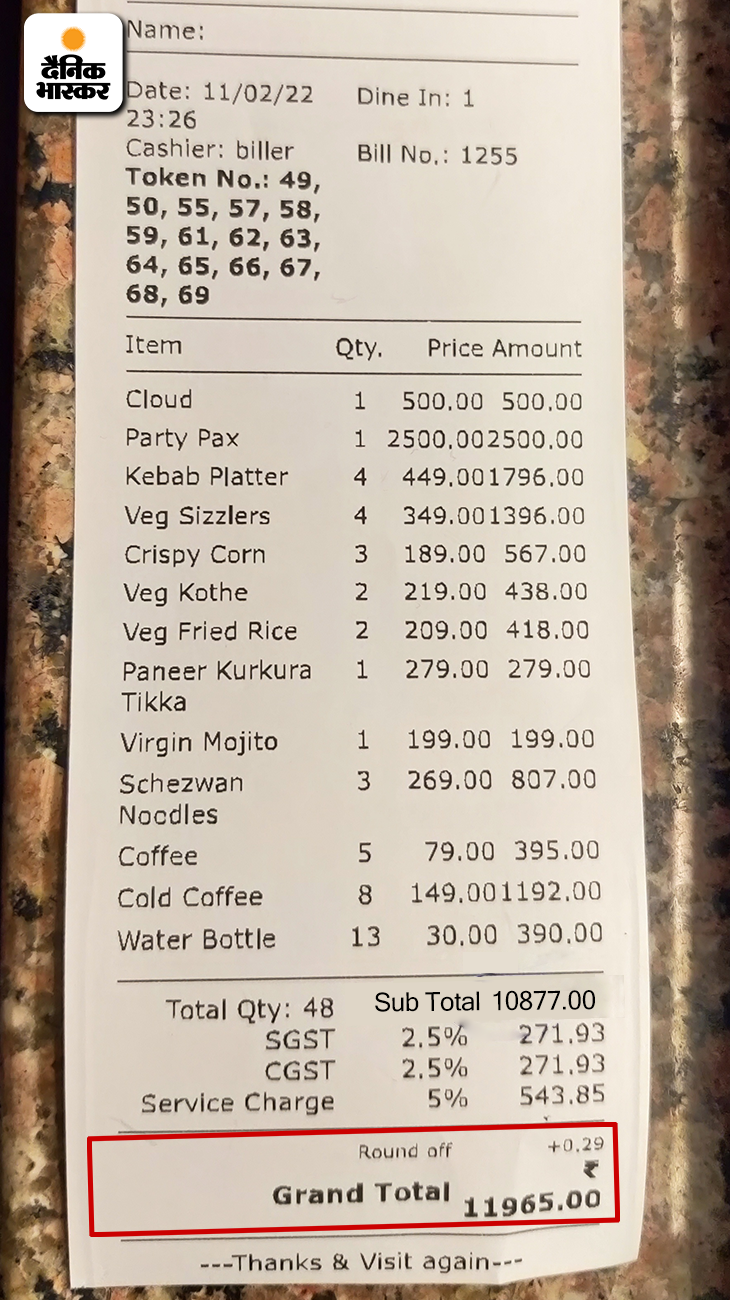 दैनिक
भास्कर
Name:
Date: 11/02/22 Dine In: 1
23:26
Cashier: biller Bill No.: 1255
Token No.: 49,
50, 55, 57, 58,
59, 61, 62, 63,
64, 65, 66, 67,
68, 69
Item Qty. Price Amount
Cloud 1 500.00 500.00
Party Pax 1 2500.00 2500.00
Kebab Platter 4 449.00 1796.00
Veg Sizzlers 4 349.00 1396.00
Crispy Corn 3 189.00 567.00
Veg Kothe 2 219.00 438.00
Veg Fried Rice 2 209.00 418.00
Paneer Kurkura 1 279.00 279.00
Tikka
Virgin Mojito 1 199.00 199.00
Schezwan 3 269.00 807.00
Noodles
Coffee 5 79.00 395.00
Cold Coffee 8 149.00 1192.00
Water Bottle 13 30.00 390.00
Total Qty: 48 Sub Total 10877.00
SGST 2.5% 271.93
CGST 2.5% 271.93
Service Charge 5% 543.85
Round off +0.29
₹
Grand Total 11965.00
---Thanks & Visit again---